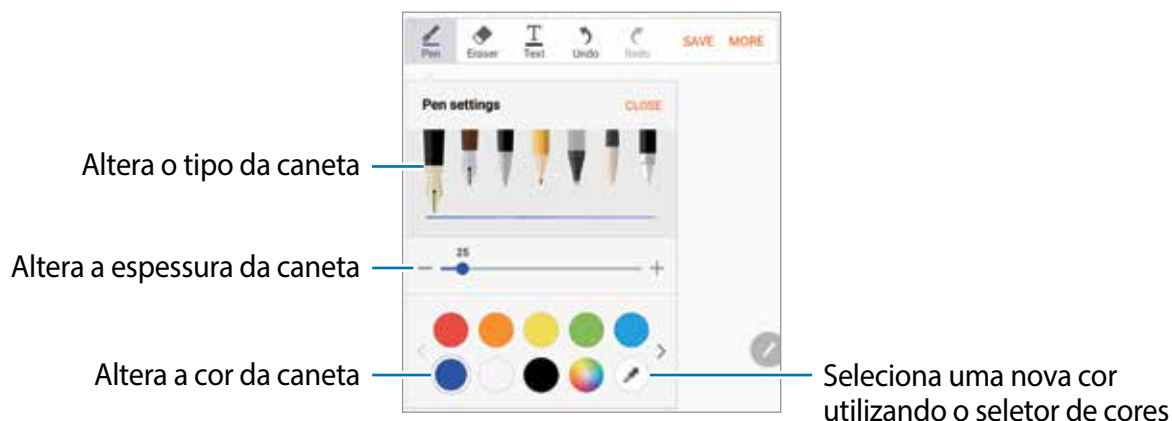 Pen Eraser Text Undo Redo SAVE MORE
Pen settings CLOSE
Altera o tipo da caneta
25
Altera a espessura da caneta
Altera a cor da caneta
Seleciona uma nova cor
utilizando o seletor de cores